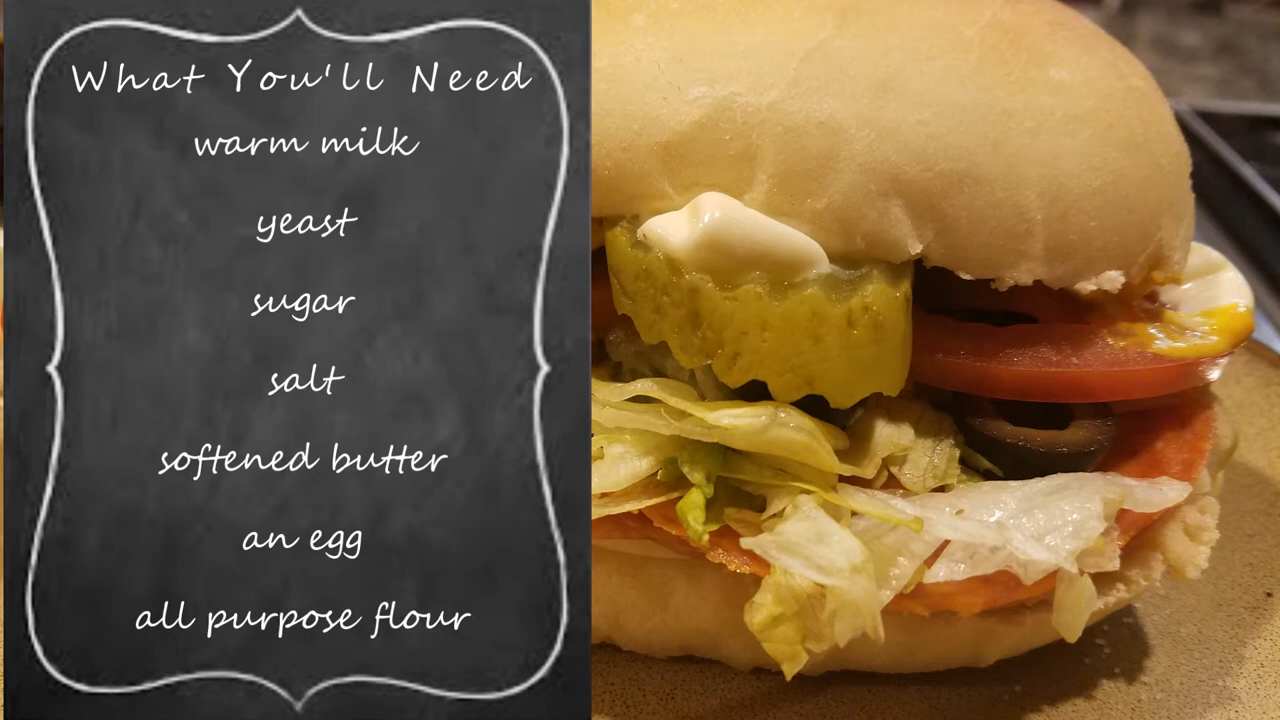 What You'll Need
warm milk
yeast
sugar
salt
softened butter
an egg
all purpose flour